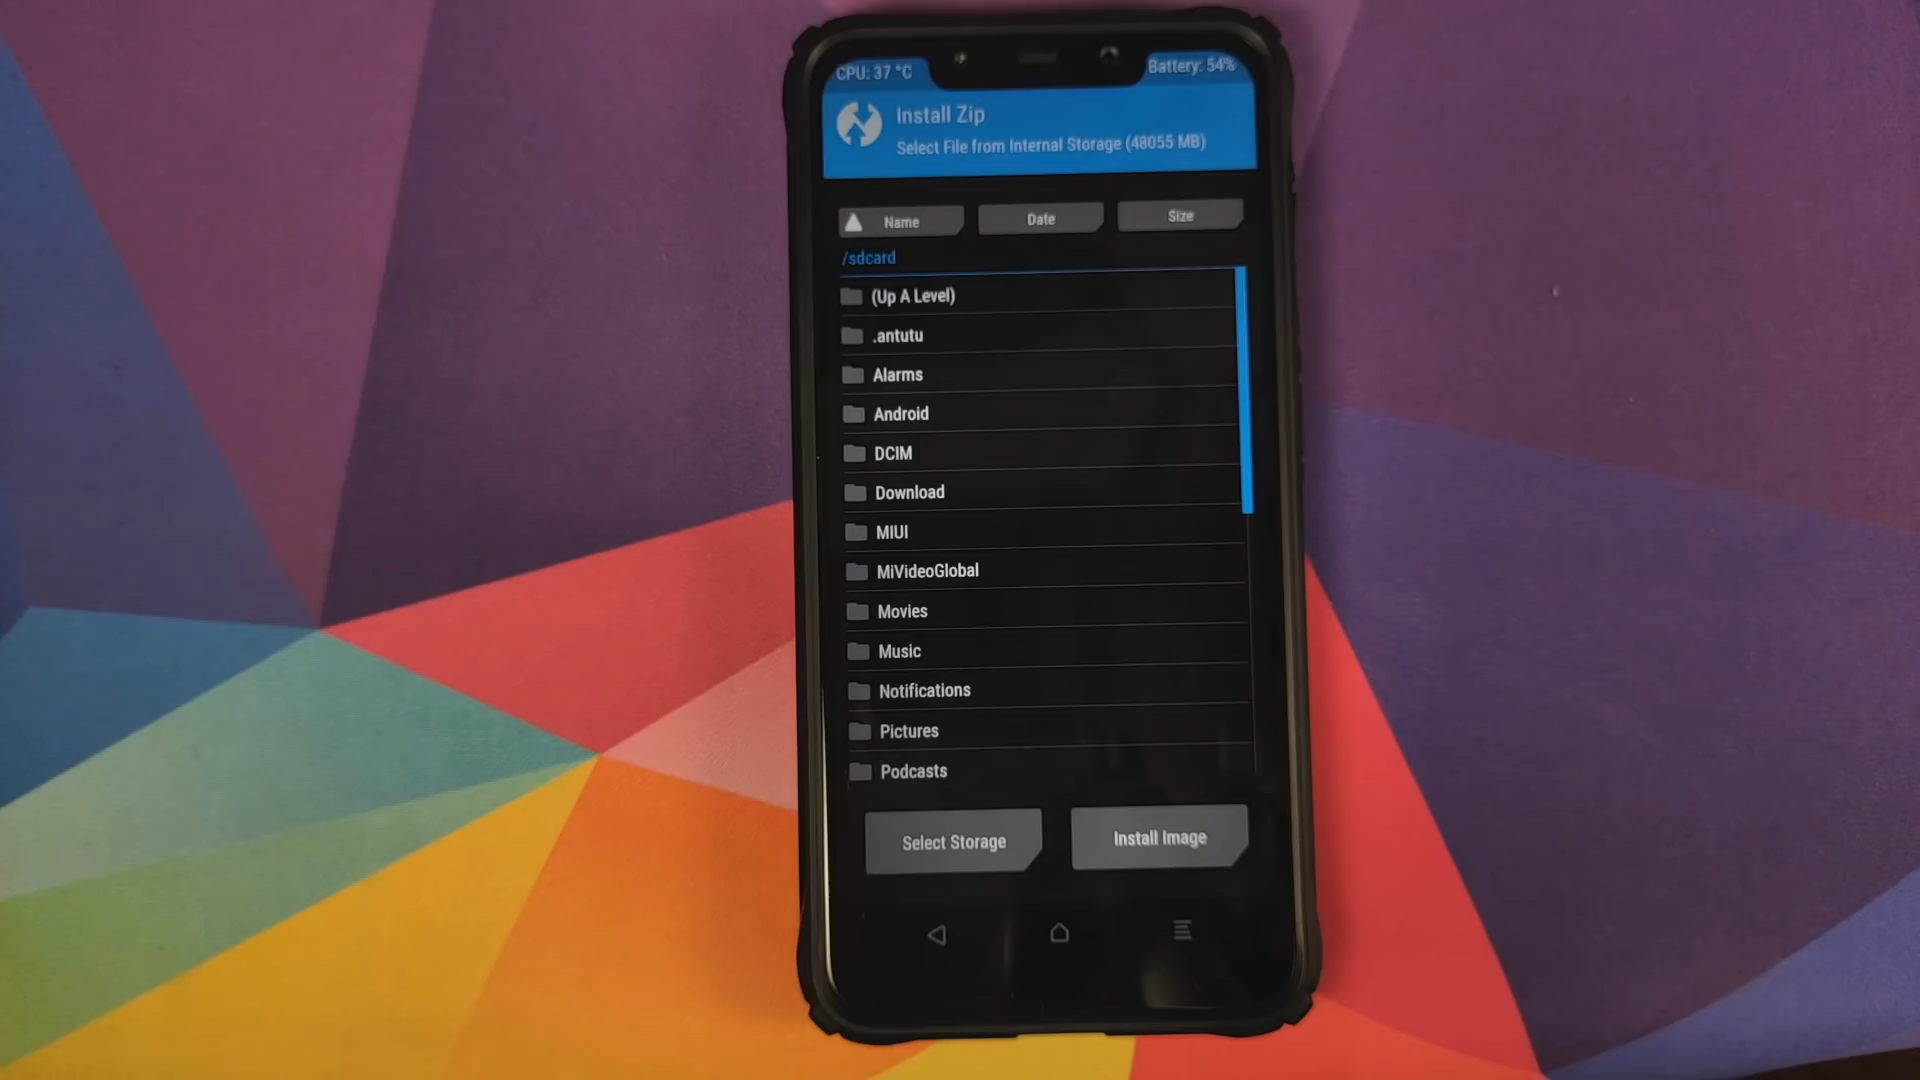 CPU: 37 °C
Battery: 54%
Install Zip
Select File from Internal Storage (48055 MB)
Name
Date
Size
/sdcard
(Up A Level)
.antutu
Alarms
Android
DCIM
Download
MIUI
MiVideoGlobal
Movies
Music
Notifications
Pictures
Podcasts
Select Storage
Install Image